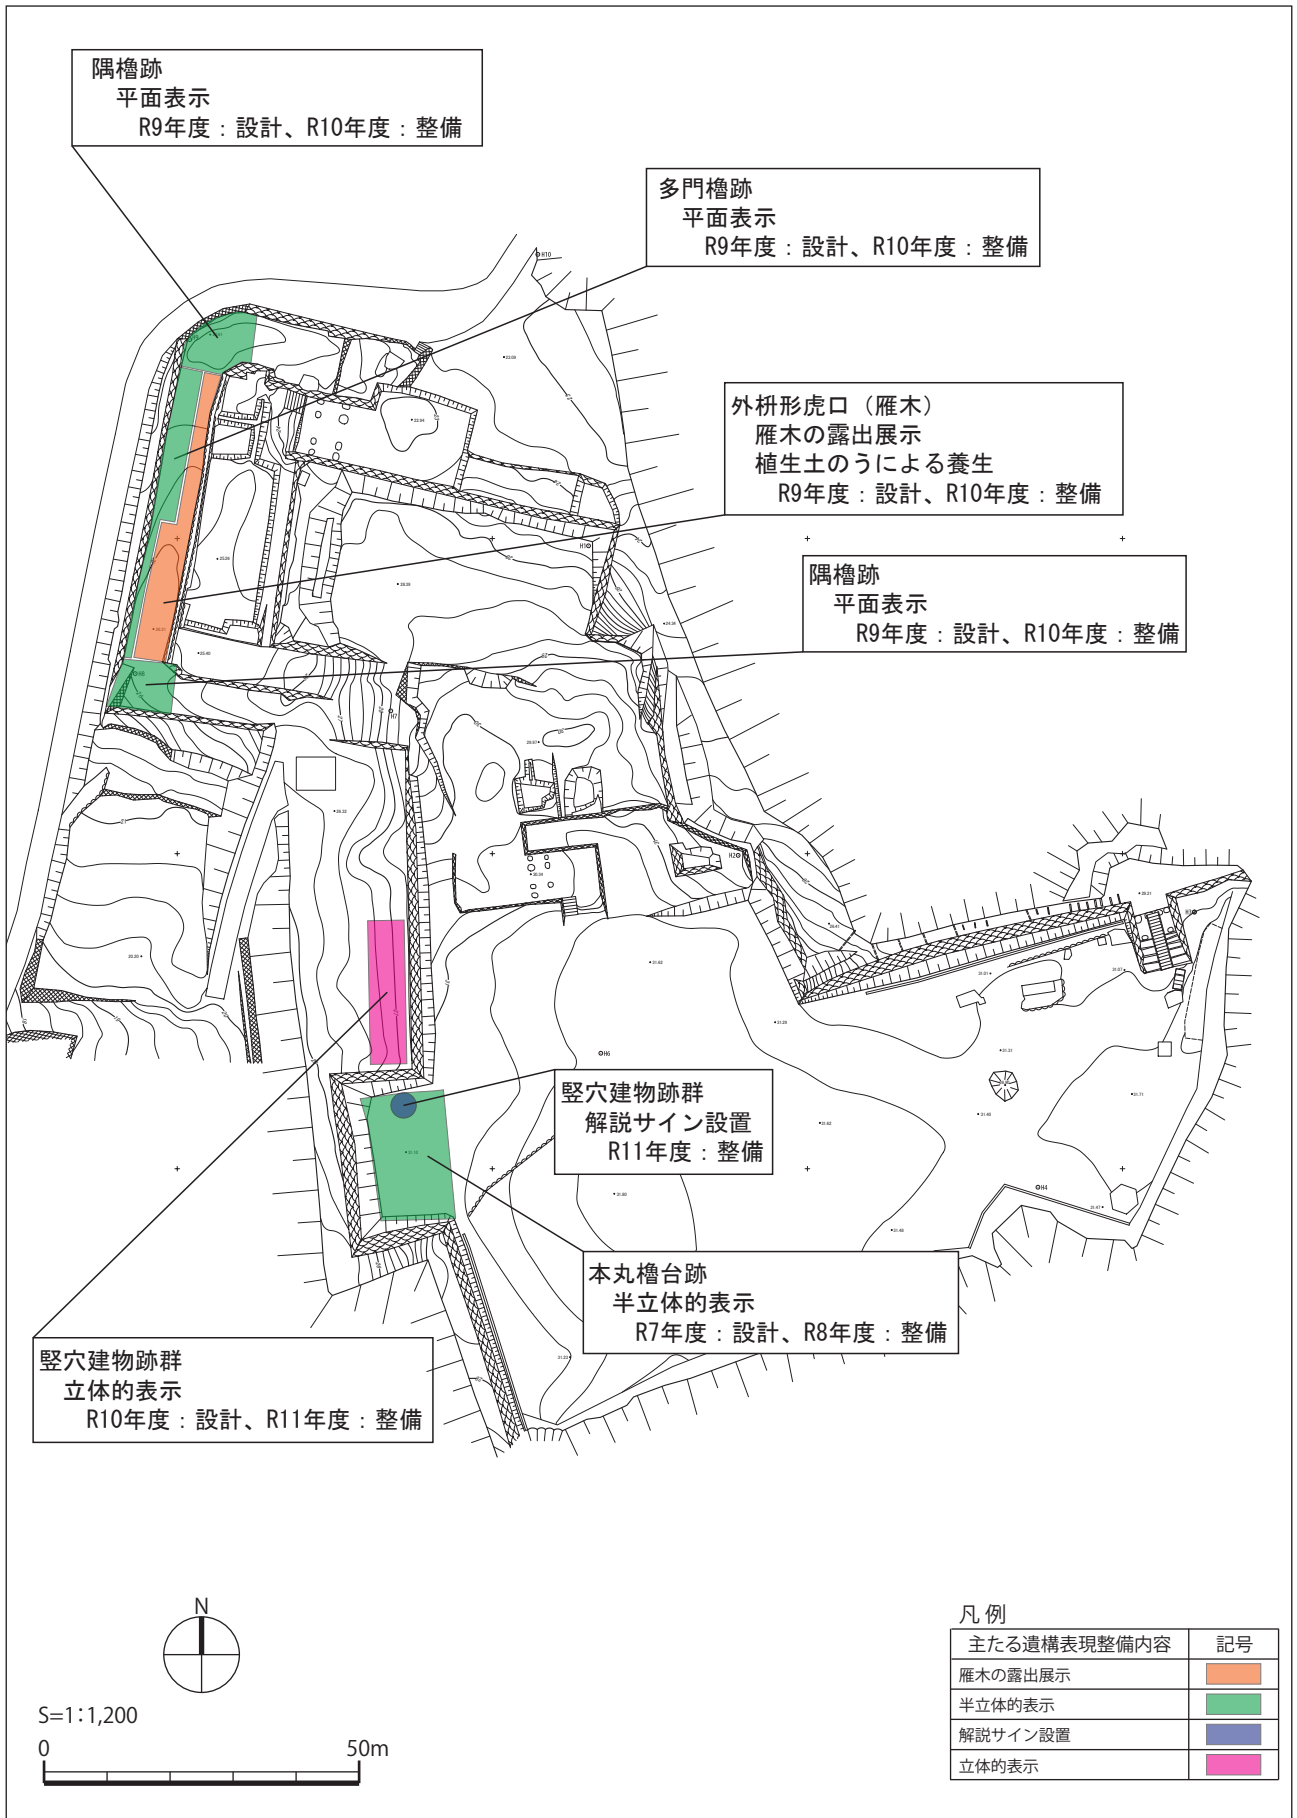 隅櫓跡
平面表示
R9年度：設計、R10年度：整備
多門櫓跡
平面表示
R9年度：設計、R10年度：整備
外枡形虎口（雁木）
雁木の露出展示
植生土のうによる養生
R9年度：設計、R10年度：整備
隅櫓跡
平面表示
R9年度：設計、R10年度：整備
竪穴建物跡群
解説サイン設置
R11年度：整備
本丸櫓台跡
半立体的表示
R7年度：設計、R8年度：整備
竪穴建物跡群
立体的表示
R10年度：設計、R11年度：整備
H10
H1
H7
H2
H3
H6
H4
N
S=1:1,200
0 50m
凡例
主たる遺構表現整備内容 記号
雁木の露出展示
半立体的表示
解説サイン設置
立体的表示